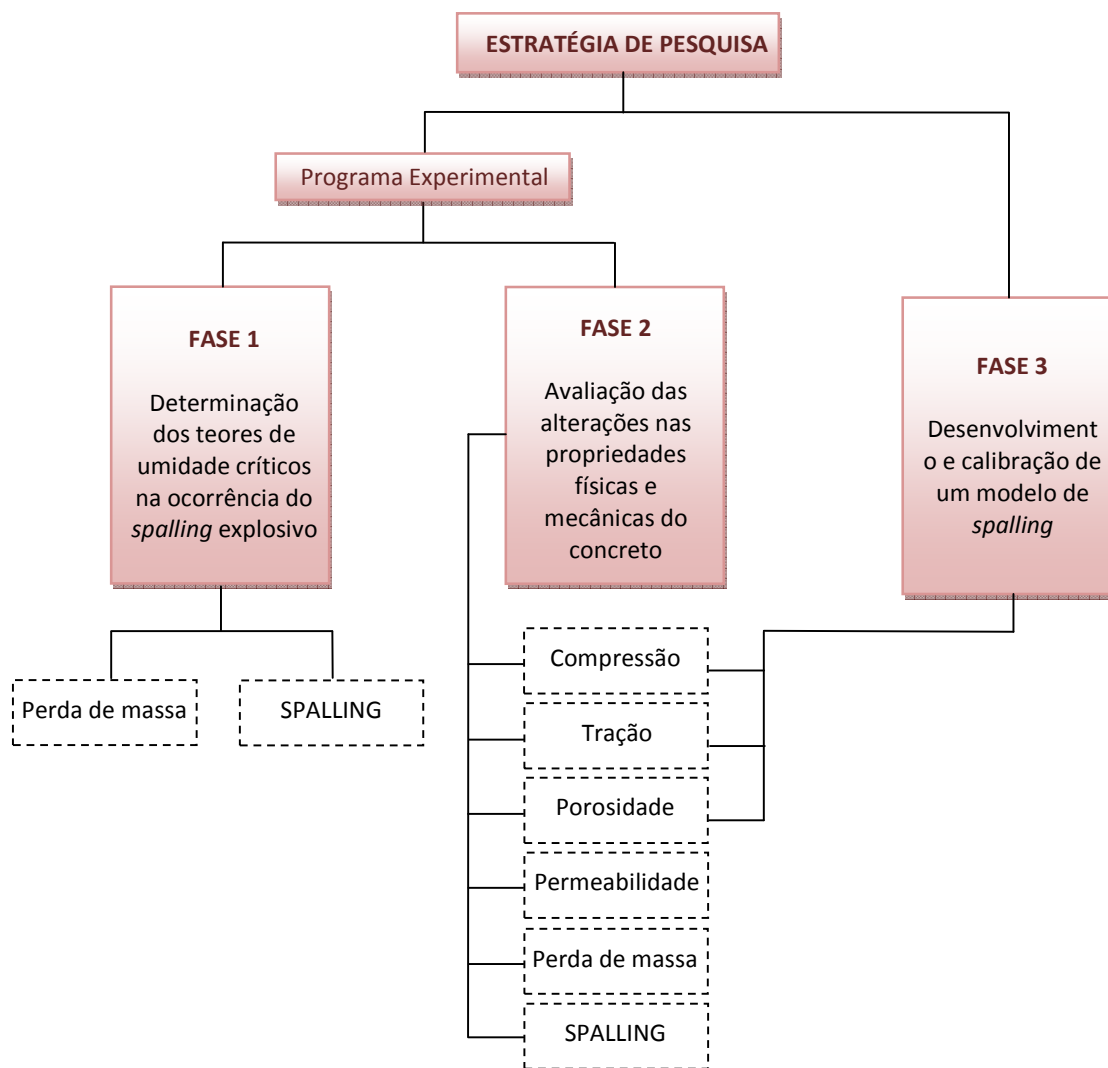 ESTRATÉGIA DE PESQUISA
Programa Experimental
FASE 1
Determinação
dos teores de
umidade críticos
na ocorrência do
spalling explosivo
FASE 2
Avaliação das
alterações nas
propriedades
físicas e
mecânicas do
concreto
FASE 3
Desenvolviment
o e calibração de
um modelo de
spalling
Perda de massa
SPALLING
Compressão
Tração
Porosidade
Permeabilidade
Perda de massa
SPALLING